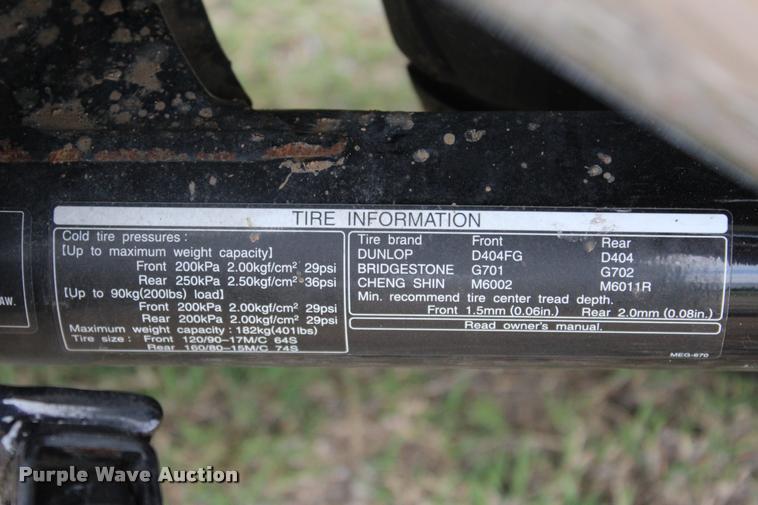 TIRE INFORMATION
Cold tire pressures :
[Up to maximum weight capacity]
Front 200kPa 2.00kgf/cm² 29psi
Rear 250kPa 2.50kgf/cm² 36psi
[Up to 90kg(200lbs) load]
Front 200kPa 2.00kgf/cm² 29psi
Rear 200kPa 2.00kgf/cm² 29psi
Maximum weight capacity : 182kg(401lbs)
Tire size : Front 120/90-17M/C 64S
Rear 160/80-15M/C 74S
Tire brand Front Rear
DUNLOP D404FG D404
BRIDGESTONE G701 G702
CHENG SHIN M6002 M6011R
Min. recommend tire center tread depth.
Front 1.5mm (0.06in.) Rear 2.0mm (0.08in.)
Read owner's manual.
MEG-670
AW.
Purple Wave Auction